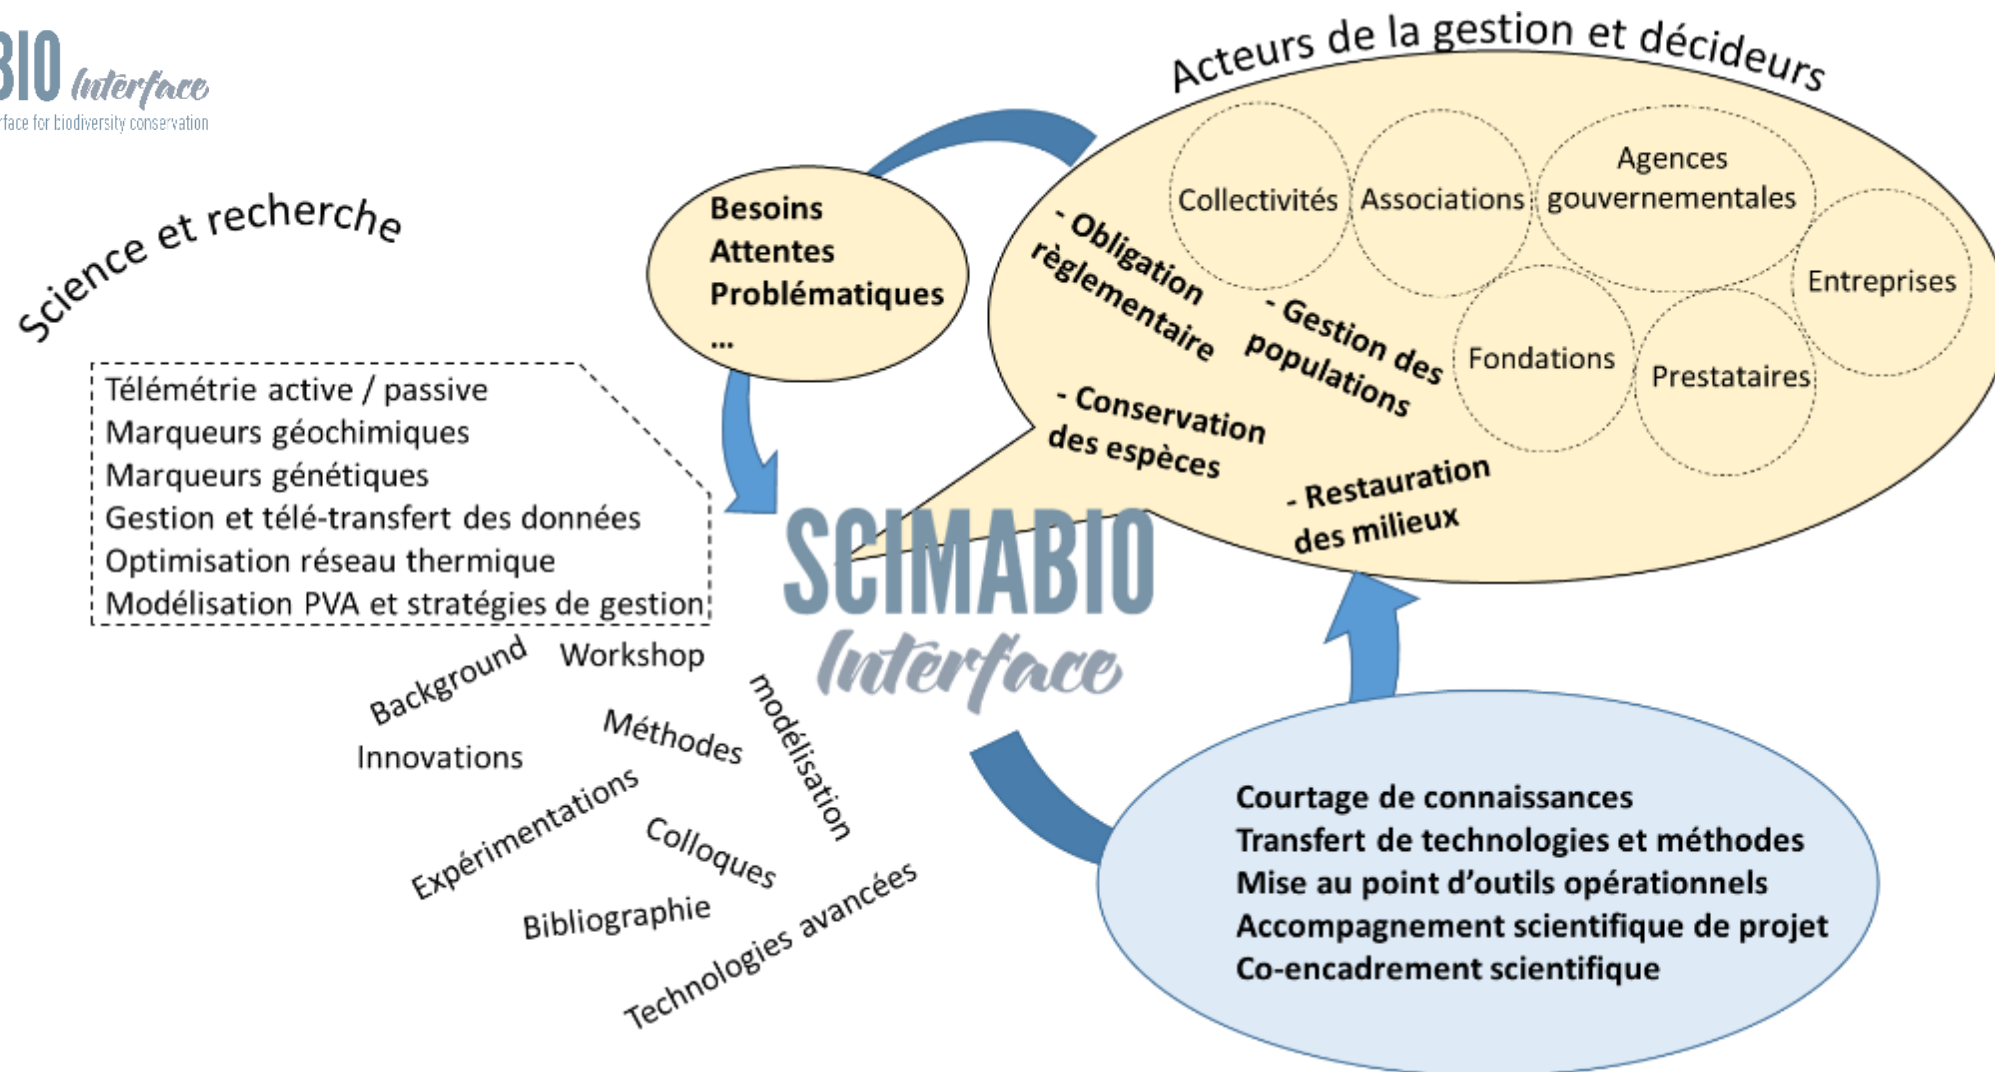 BIO Interface
rface for biodiversity conservation
Science et recherche
Télémétrie active / passive
Marqueurs géochimiques
Marqueurs génétiques
Gestion et télé-transfert des données
Optimisation réseau thermique
Modélisation PVA et stratégies de gestion
Background
Workshop
Innovations
Méthodes
modélisation
Expérimentations
Colloques
Bibliographie
Technologies avancées
Besoins
Attentes
Problématiques
...
SCIMABIO
Interface
Acteurs de la gestion et décideurs
Collectivités
Associations
Agences
gouvernementales
Entreprises
Fondations
Prestataires
- Obligation
règlementaire
- Gestion des
populations
- Conservation
des espèces
- Restauration
des milieux
Courtage de connaissances
Transfert de technologies et méthodes
Mise au point d'outils opérationnels
Accompagnement scientifique de projet
Co-encadrement scientifique